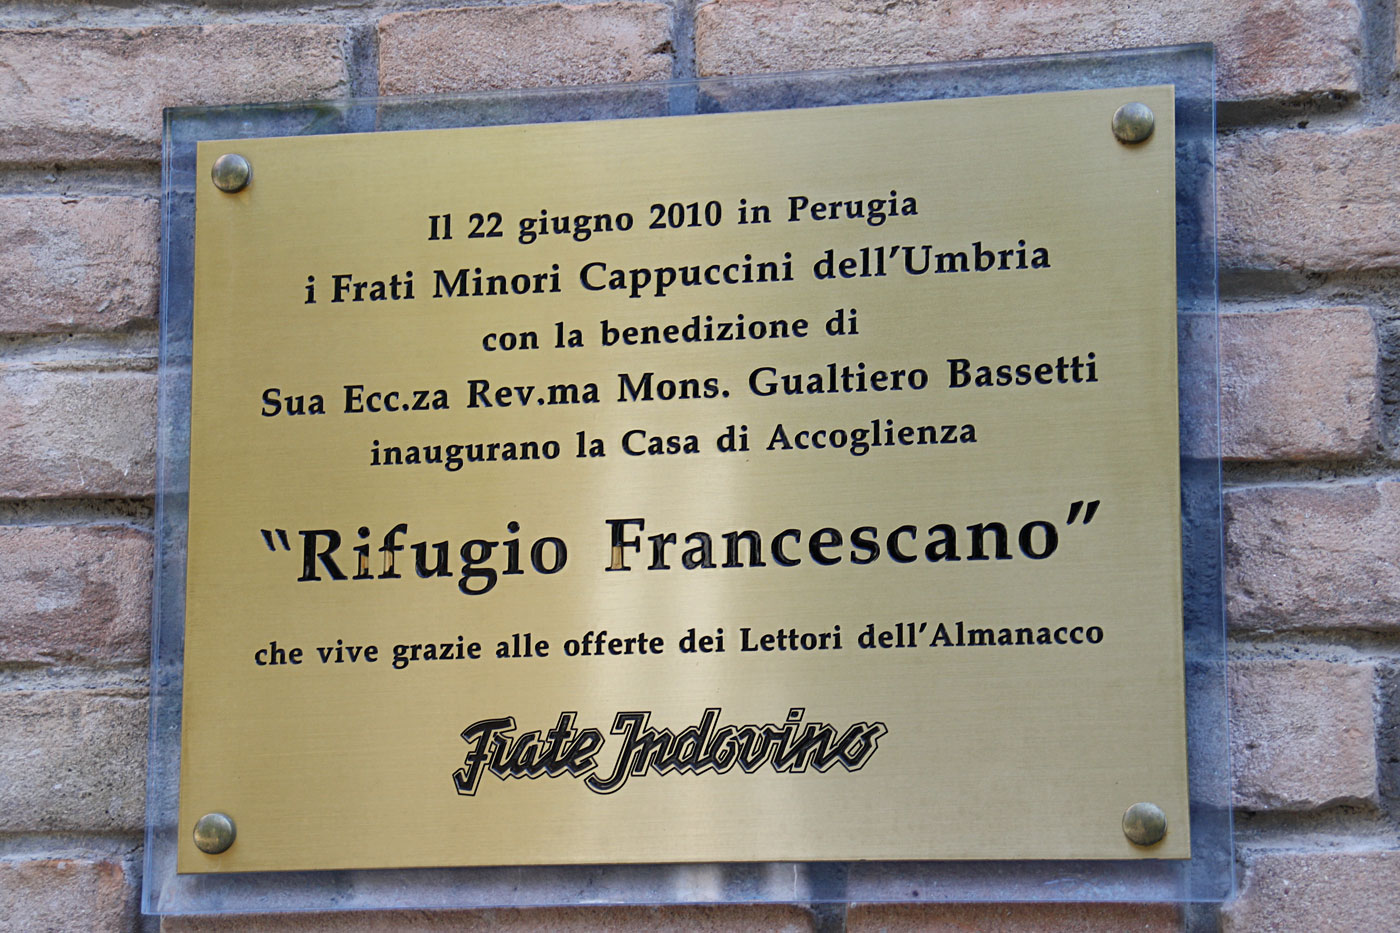 Il 22 giugno 2010 in Perugia
i Frati Minori Cappuccini dell'Umbria
con la benedizione di
Sua Ecc.za Rev.ma Mons. Gualtiero Bassetti
inaugurano la Casa di Accoglienza
"Rifugio Francescano"
che vive grazie alle offerte dei Lettori dell'Almanacco
Frate Indovino